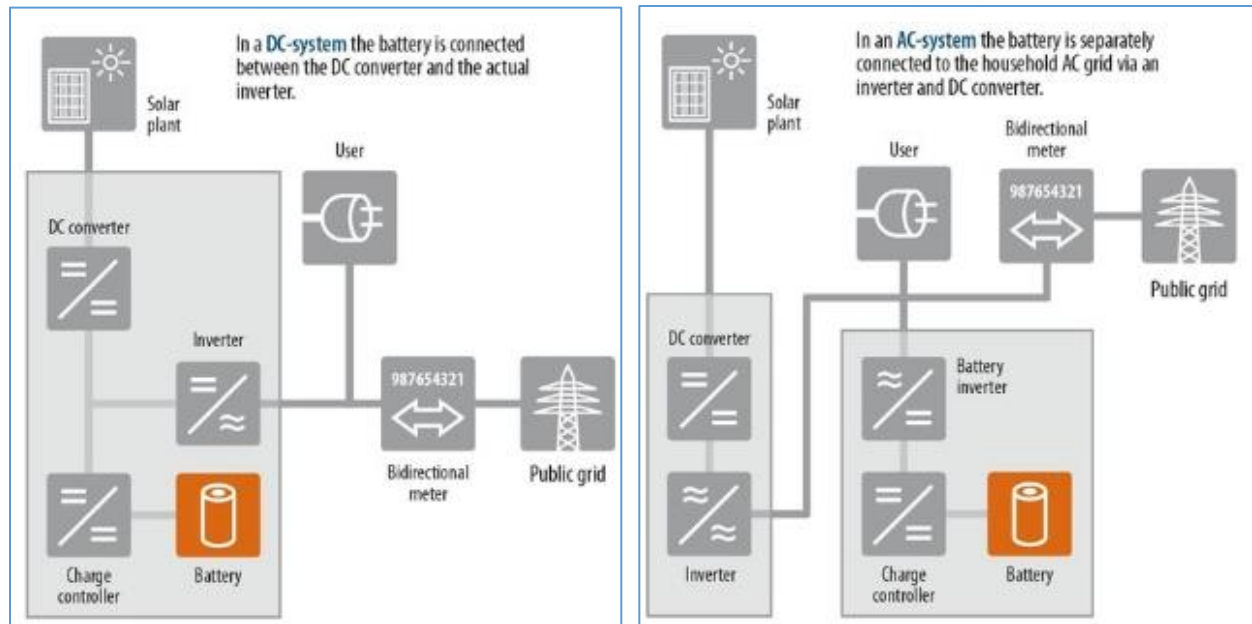 In a DC-system the battery is connected
between the DC converter and the actual
inverter.
Solar
plant
User
DC converter
Inverter
987654321
Bidirectional
meter
Public grid
Charge
controller
Battery
In an AC-system the battery is separately
connected to the household AC grid via an
inverter and DC converter.
Solar
plant
Bidirectional
meter
User
987654321
Public grid
DC converter
Battery
inverter
Inverter
Charge
controller
Battery